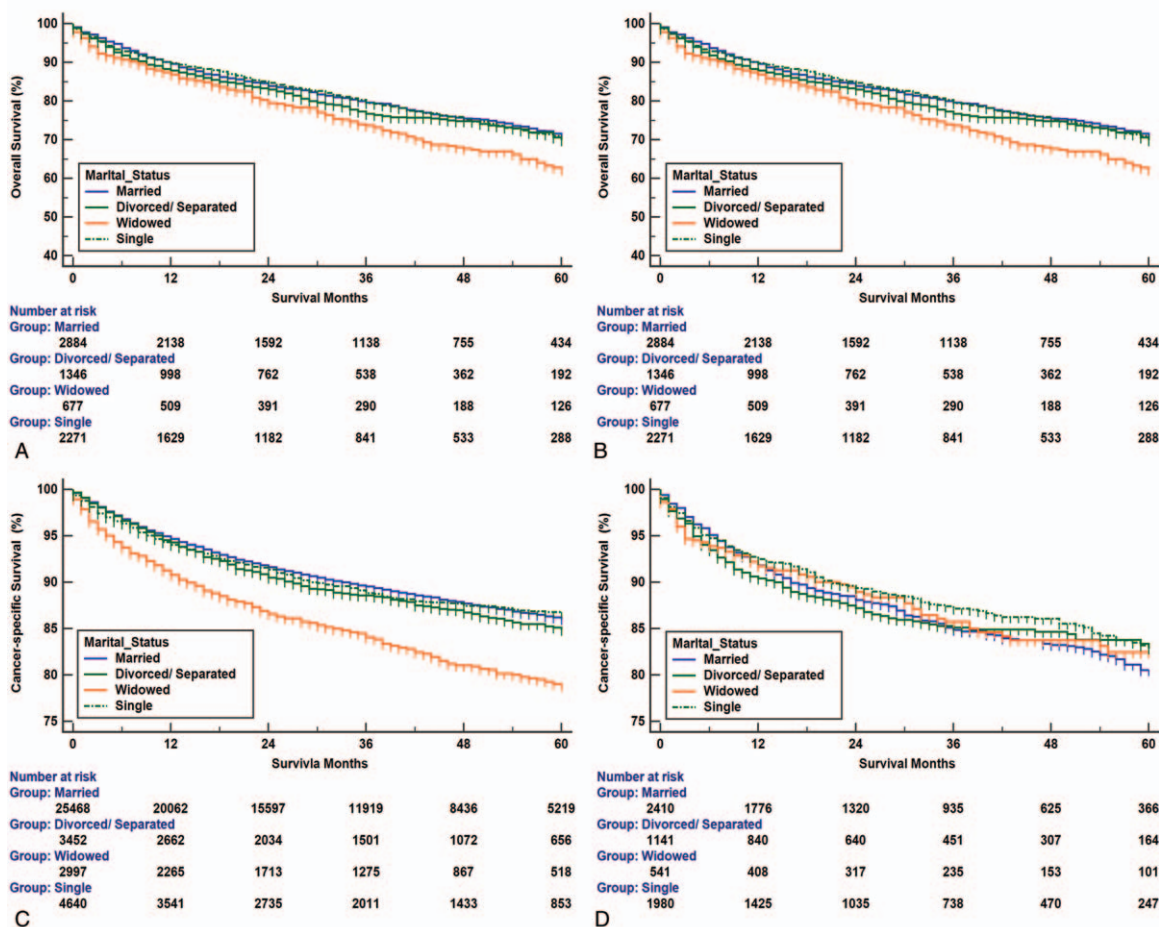 100
90
80
70
60
50
40
Overall Survival (%)
Marital_Status
Married
Divorced/ Separated
Widowed
Single
0 12 24 36 48 60
Survival Months
Number at risk
Group: Married
2884 2138 1592 1138 755 434
Group: Divorced/ Separated
1346 998 762 538 362 192
Group: Widowed
677 509 391 290 188 126
Group: Single
2271 1629 1182 841 533 288
A
100
90
80
70
60
50
40
Overall Survival (%)
Marital_Status
Married
Divorced/ Separated
Widowed
Single
0 12 24 36 48 60
Survival Months
Number at risk
Group: Married
2884 2138 1592 1138 755 434
Group: Divorced/ Separated
1346 998 762 538 362 192
Group: Widowed
677 509 391 290 188 126
Group: Single
2271 1629 1182 841 533 288
B
100
95
90
85
80
75
Cancer-specific Survival (%)
Marital_Status
Married
Divorced/ Separated
Widowed
Single
0 12 24 36 48 60
Survivla Months
Number at risk
Group: Married
25468 20062 15597 11919 8436 5219
Group: Divorced/ Separated
3452 2662 2034 1501 1072 656
Group: Widowed
2997 2265 1713 1275 867 518
Group: Single
4640 3541 2735 2011 1433 853
C
100
95
90
85
80
75
Cancer-specific Survival (%)
Marital_Status
Married
Divorced/ Separated
Widowed
Single
0 12 24 36 48 60
Survival Months
Number at risk
Group: Married
2410 1776 1320 935 625 366
Group: Divorced/ Separated
1141 840 640 451 307 164
Group: Widowed
541 408 317 235 153 101
Group: Single
1980 1425 1035 738 470 247
D